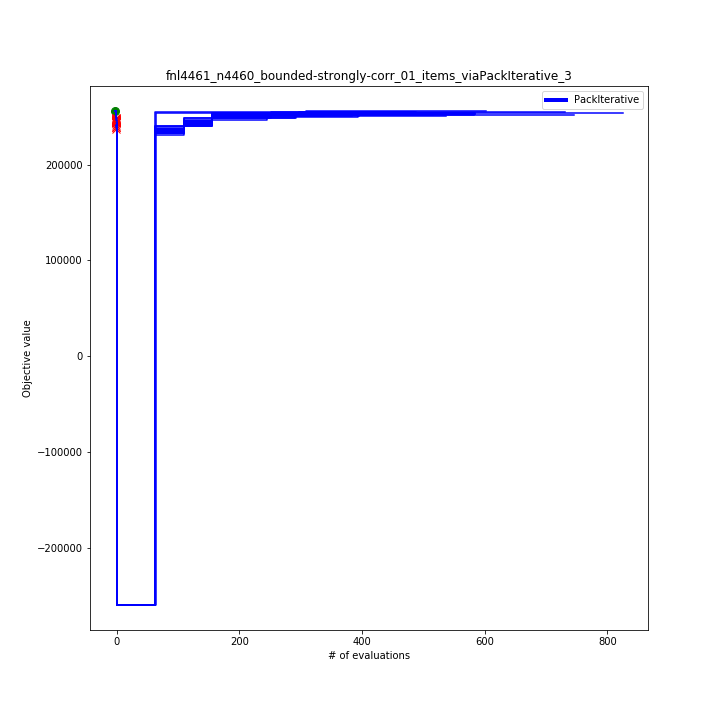 fnl4461_n4460_bounded-strongly-corr_01_items_viaPackIterative_3
PackIterative
200000
100000
0
−100000
−200000
Objective value
0 200 400 600 800
# of evaluations